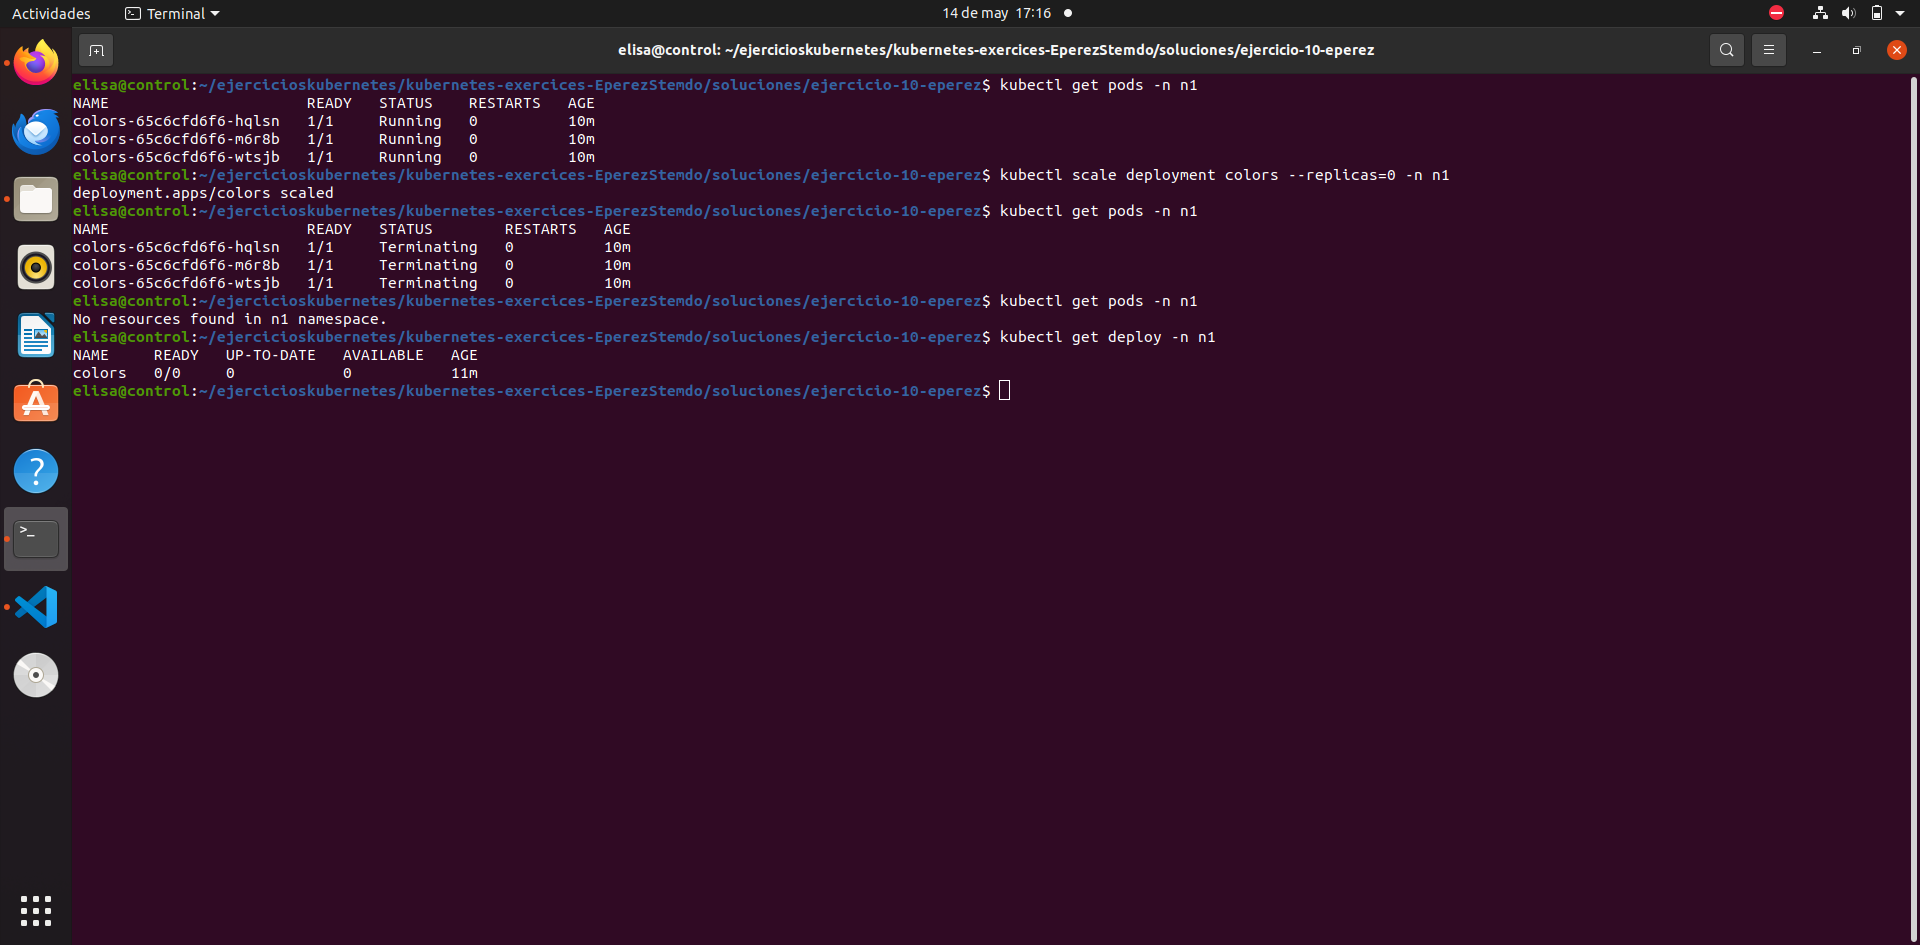 Actividades
Terminal
14 de may 17:16
elisa@control: ~/ejercicioskubernetes/kubernetes-exercices-EperezStemdo/soluciones/ejercicio-10-eperez
elisa@control:~/ejercicioskubernetes/kubernetes-exercices-EperezStemdo/soluciones/ejercicio-10-eperez$ kubectl get pods -n n1
NAME                      READY   STATUS    RESTARTS   AGE
colors-65c6cfd6f6-hqlsn   1/1     Running   0          10m
colors-65c6cfd6f6-m6r8b   1/1     Running   0          10m
colors-65c6cfd6f6-wtsjb   1/1     Running   0          10m
elisa@control:~/ejercicioskubernetes/kubernetes-exercices-EperezStemdo/soluciones/ejercicio-10-eperez$ kubectl scale deployment colors --replicas=0 -n n1
deployment.apps/colors scaled
elisa@control:~/ejercicioskubernetes/kubernetes-exercices-EperezStemdo/soluciones/ejercicio-10-eperez$ kubectl get pods -n n1
NAME                      READY   STATUS        RESTARTS   AGE
colors-65c6cfd6f6-hqlsn   1/1     Terminating   0          10m
colors-65c6cfd6f6-m6r8b   1/1     Terminating   0          10m
colors-65c6cfd6f6-wtsjb   1/1     Terminating   0          10m
elisa@control:~/ejercicioskubernetes/kubernetes-exercices-EperezStemdo/soluciones/ejercicio-10-eperez$ kubectl get pods -n n1
No resources found in n1 namespace.
elisa@control:~/ejercicioskubernetes/kubernetes-exercices-EperezStemdo/soluciones/ejercicio-10-eperez$ kubectl get deploy -n n1
NAME     READY   UP-TO-DATE   AVAILABLE   AGE
colors   0/0     0            0           11m
elisa@control:~/ejercicioskubernetes/kubernetes-exercices-EperezStemdo/soluciones/ejercicio-10-eperez$